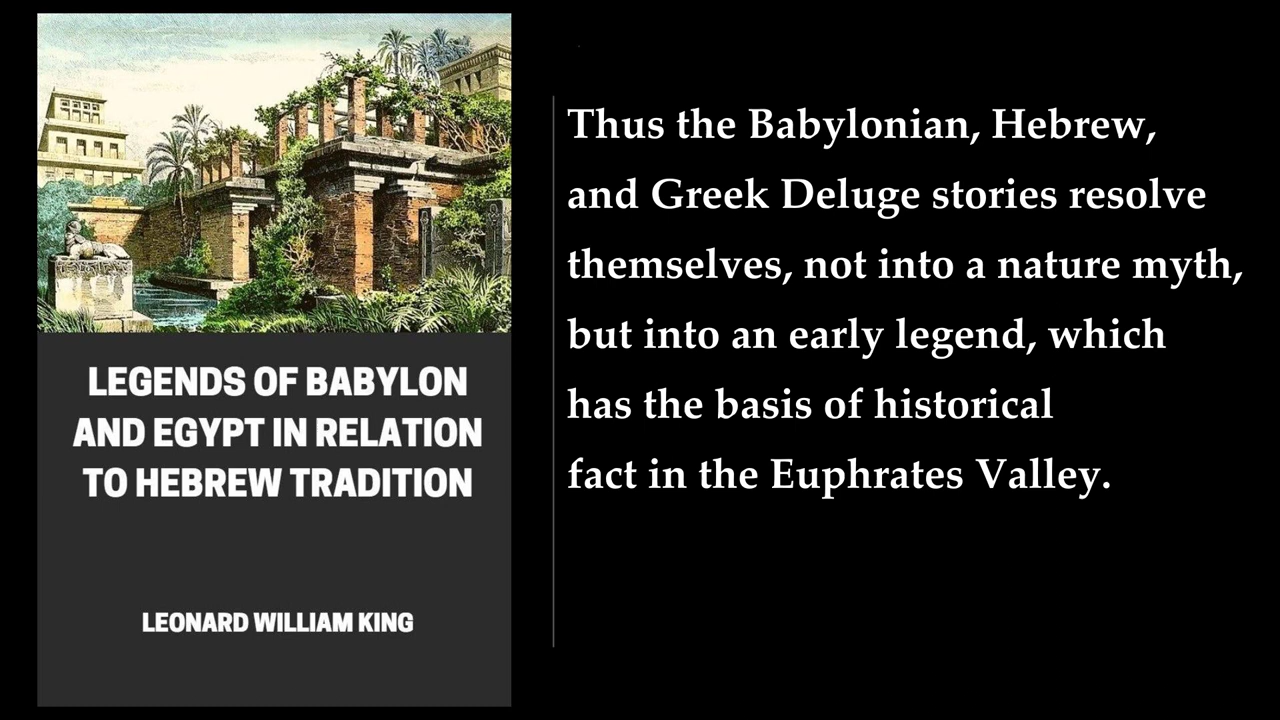 LEGENDS OF BABYLON
AND EGYPT IN RELATION
TO HEBREW TRADITION
LEONARD WILLIAM KING
Thus the Babylonian, Hebrew,
and Greek Deluge stories resolve
themselves, not into a nature myth,
but into an early legend, which
has the basis of historical
fact in the Euphrates Valley.